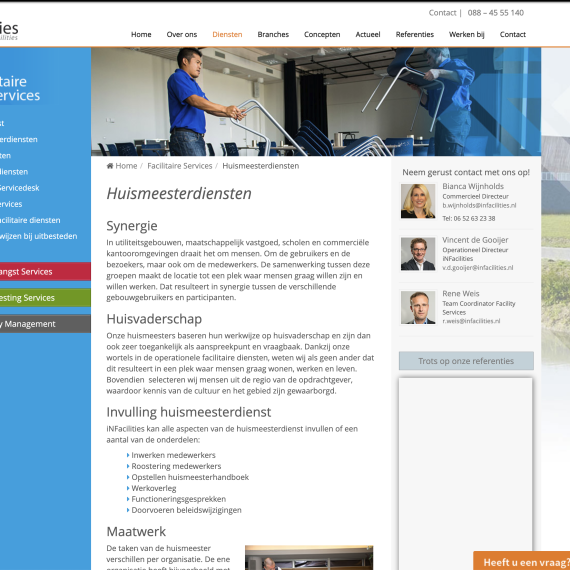 Contact | 088 – 45 55 140
ies
ilities
Home Over ons Diensten Branches Concepten Actueel Referenties Werken bij Contact
itaire
ervices
st
erdiensten
ten
diensten
Servicedesk
ervices
cilitaire diensten
wijzen bij uitbesteden
angst Services
esting Services
y Management
Home / Facilitaire Services / Huismeesterdiensten
Huismeesterdiensten
Synergie
In utiliteitsgebouwen, maatschappelijk vastgoed, scholen en commerciële
kantooromgevingen draait het om mensen. Om de gebruikers en de
bezoekers, maar ook om de medewerkers. De samenwerking tussen deze
groepen maakt de locatie tot een plek waar mensen graag willen zijn en
willen werken. Dat resulteert in synergie tussen de verschillende
gebouwgebruikers en participanten.
Huisvaderschap
Onze huismeesters baseren hun werkwijze op huisvaderschap en zijn dan
ook zeer toegankelijk als aanspreekpunt en vraagbaak. Dankzij onze
wortels in de operationele facilitaire diensten, weten wij als geen ander dat
dit resulteert in een plek waar mensen graag wonen, werken en leven.
Bovendien selecteren wij mensen uit de regio van de opdrachtgever,
waardoor kennis van de cultuur en het gebied zijn gewaarborgd.
Invulling huismeesterdienst
iNFacilities kan alle aspecten van de huismeesterdienst invullen of een
aantal van de onderdelen:
Inwerken medewerkers
Roostering medewerkers
Opstellen huismeesterhandboek
Werkoverleg
Functioneringsgesprekken
Doorvoeren beleidswijzigingen
Maatwerk
De taken van de huismeester
verschillen per organisatie. De ene
organisatie heeft bijvoorbeeld met
Neem gerust contact met ons op!
Bianca Wijnholds
Commercieel Directeur
b.wijnholds@infacilities.nl
Tel: 06 52 63 23 38
Vincent de Gooijer
Operationeel Directeur
iNFacilities
v.d.gooijer@infacilities.nl
Rene Weis
Team Coordinator Facility
Services
r.weis@infacilities.nl
Trots op onze referenties
Heeft u een vraag?